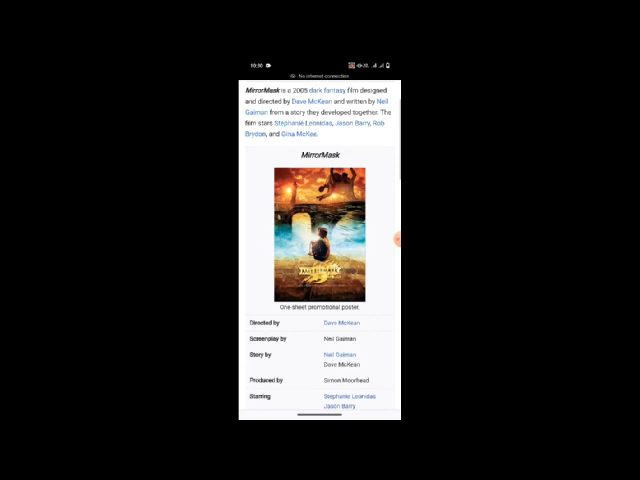 10:30
No internet connection
MirrorMask is a 2005 dark fantasy film designed
and directed by Dave McKean and written by Neil
Gaiman from a story they developed together. The
film stars Stephanie Leonidas, Jason Barry, Rob
Brydon, and Gina McKee.
MirrorMask
MIRRORMASK
One-sheet promotional poster.
Directed by Dave McKean
Screenplay by Neil Gaiman
Story by Neil Gaiman
Dave McKean
Produced by Simon Moorhead
Starring Stephanie Leonidas
Jason Barry